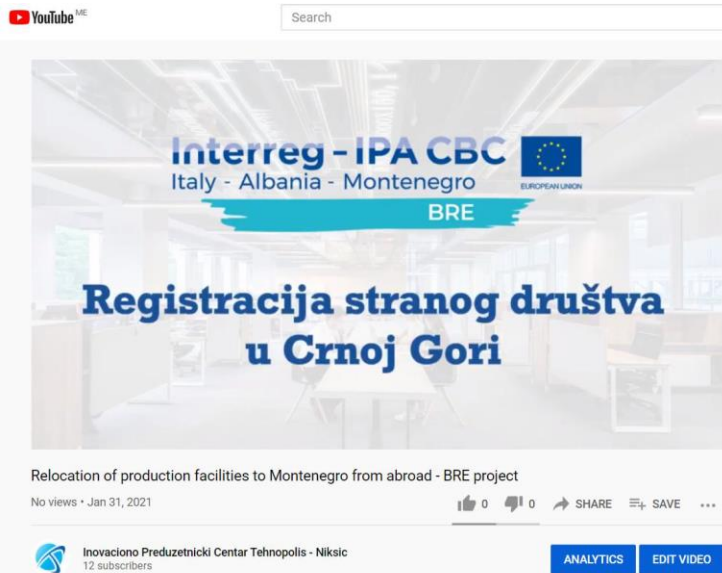 YouTube ME
Search
Interreg - IPA CBC
Italy - Albania - Montenegro
EUROPEAN UNION
BRE
Registracija stranog društva
u Crnoj Gori
Relocation of production facilities to Montenegro from abroad - BRE project
No views • Jan 31, 2021
0 0 SHARE SAVE ...
Inovaciono Preduzetnicki Centar Tehnopolis - Niksic
12 subscribers
ANALYTICS EDIT VIDEO